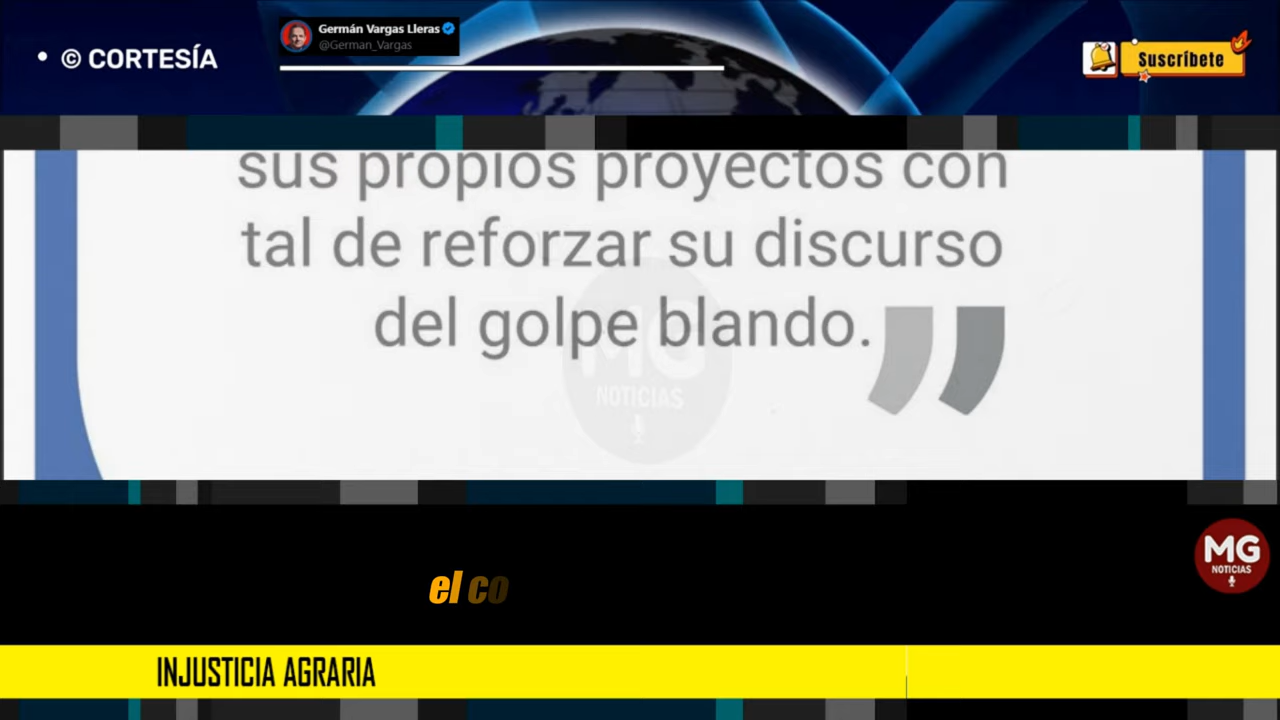 • © CORTESÍA
Germán Vargas Lleras
@German_Vargas
Suscríbete
sus propios proyectos con
tal de reforzar su discurso
del golpe blando.”
MG
NOTICIAS
el co
MG
NOTICIAS
INJUSTICIA AGRARIA